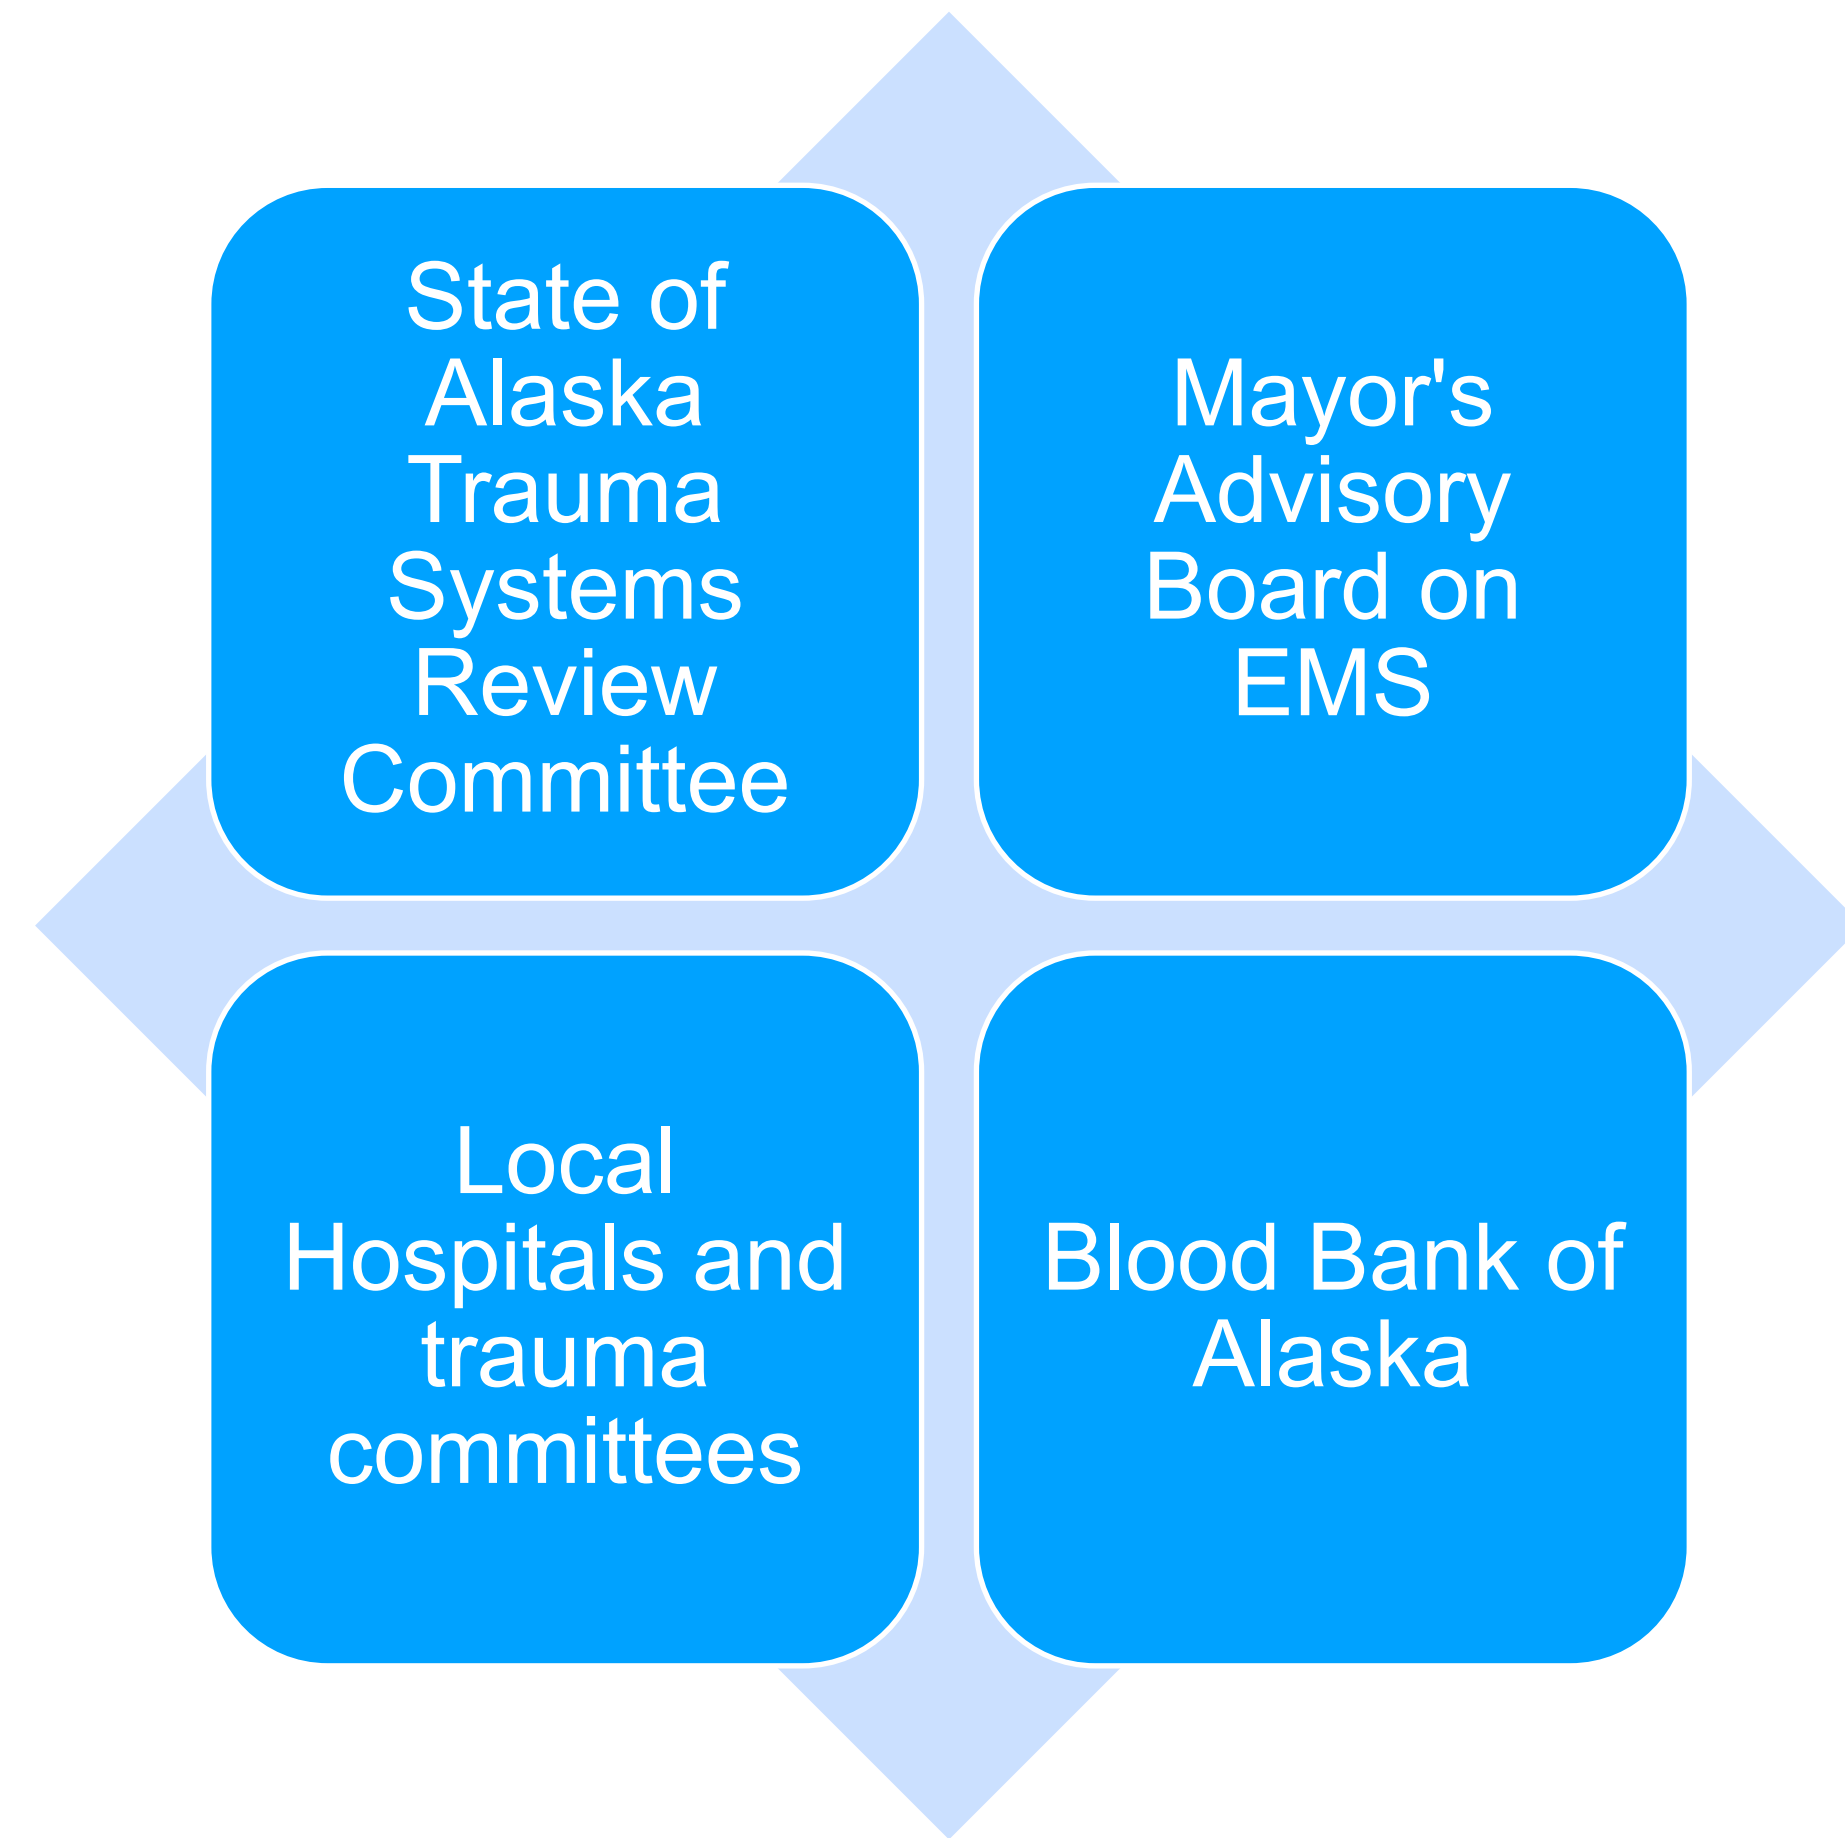 State of
Alaska
Trauma
Systems
Review
Committee
Mayor's
Advisory
Board on
EMS
Local
Hospitals and
trauma
committees
Blood Bank of
Alaska